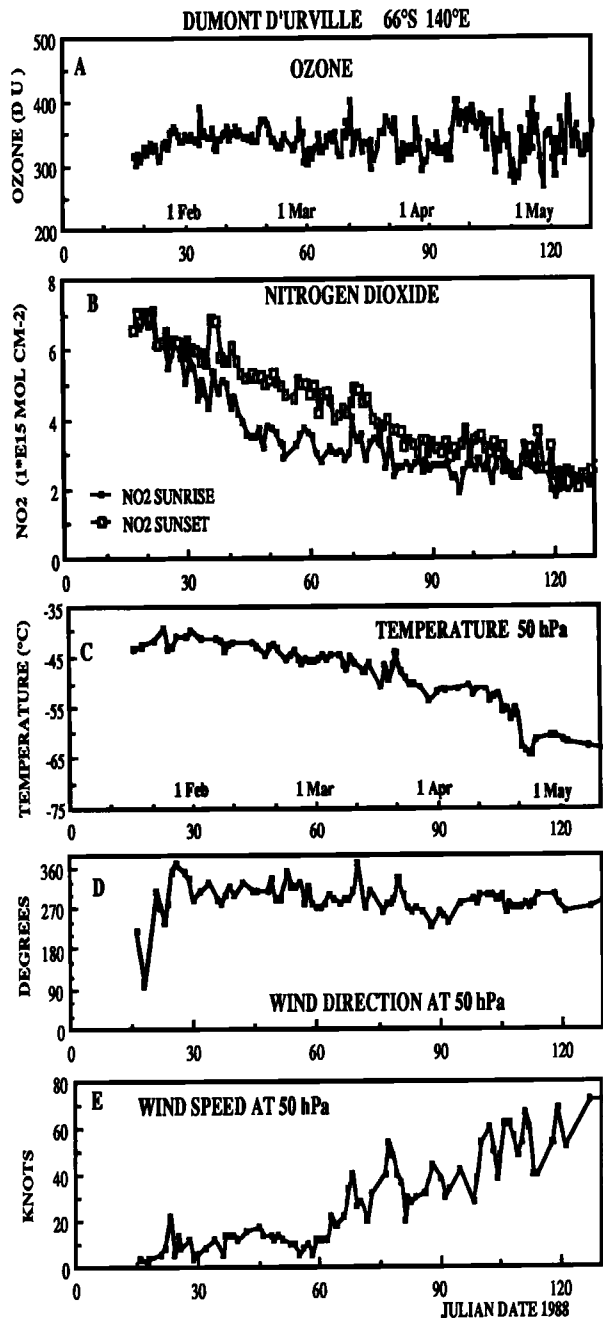 DUMONT D'URVILLE 66°S 140°E
A
OZONE
OZONE (D U)
500
400
300
200
1 Feb
1 Mar
1 Apr
1 May
0
30
60
90
120
B
NITROGEN DIOXIDE
NO2 (1*E15 MOL CM-2)
8
6
4
2
0
NO2 SUNRISE
NO2 SUNSET
0
30
60
90
120
C
TEMPERATURE 50 hPa
TEMPERATURE (°C)
-35
-45
-55
-65
-75
1 Feb
1 Mar
1 Apr
1 May
0
30
60
90
120
D
DEGREES
360
270
180
90
0
WIND DIRECTION AT 50 hPa
0
30
60
90
120
E
WIND SPEED AT 50 hPa
KNOTS
80
60
40
20
0
0
30
60
90
120
JULIAN DATE 1988